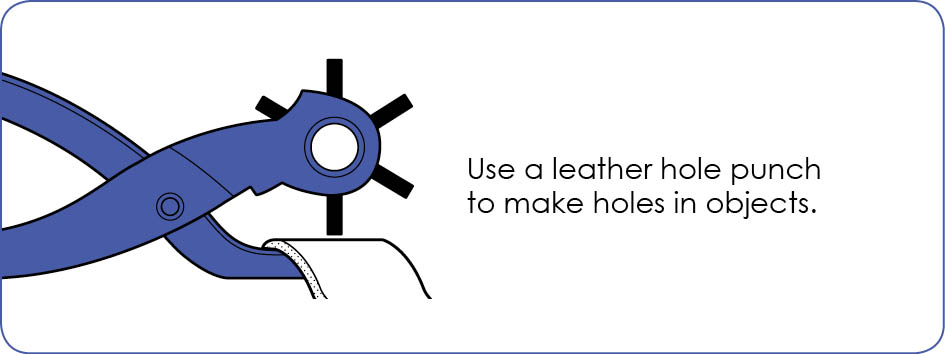 Use a leather hole punch
to make holes in objects.